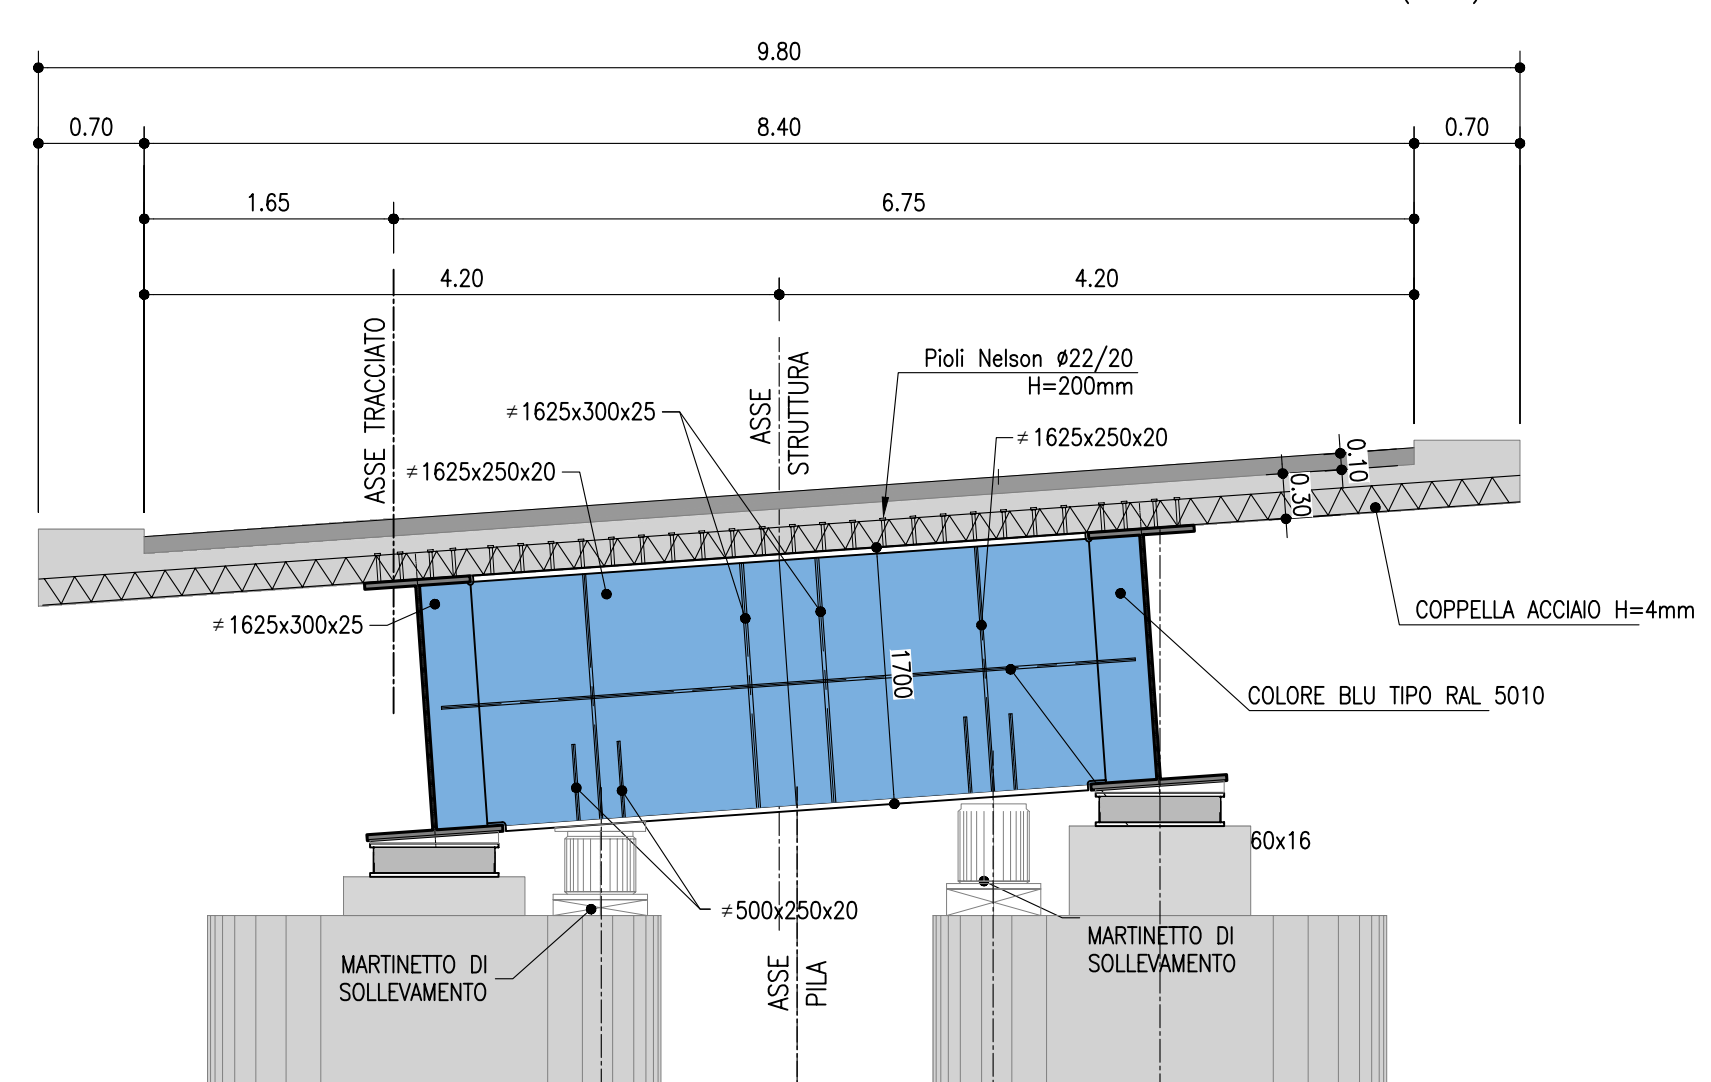 9.80
0.70
8.40
0.70
1.65
6.75
4.20
4.20
ASSE TRACCIATO
ASSE
STRUTTURA
Pioli Nelson ø22/20
H=200mm
≠1625x300x25
≠1625x250x20
≠1625x250x20
0.10
0.30
≠1625x300x25
COPPELLA ACCIAIO H=4mm
1700
COLORE BLU TIPO RAL 5010
60x16
≠500x250x20
MARTINETTO DI
SOLLEVAMENTO
MARTINETTO DI
SOLLEVAMENTO
ASSE
PILA